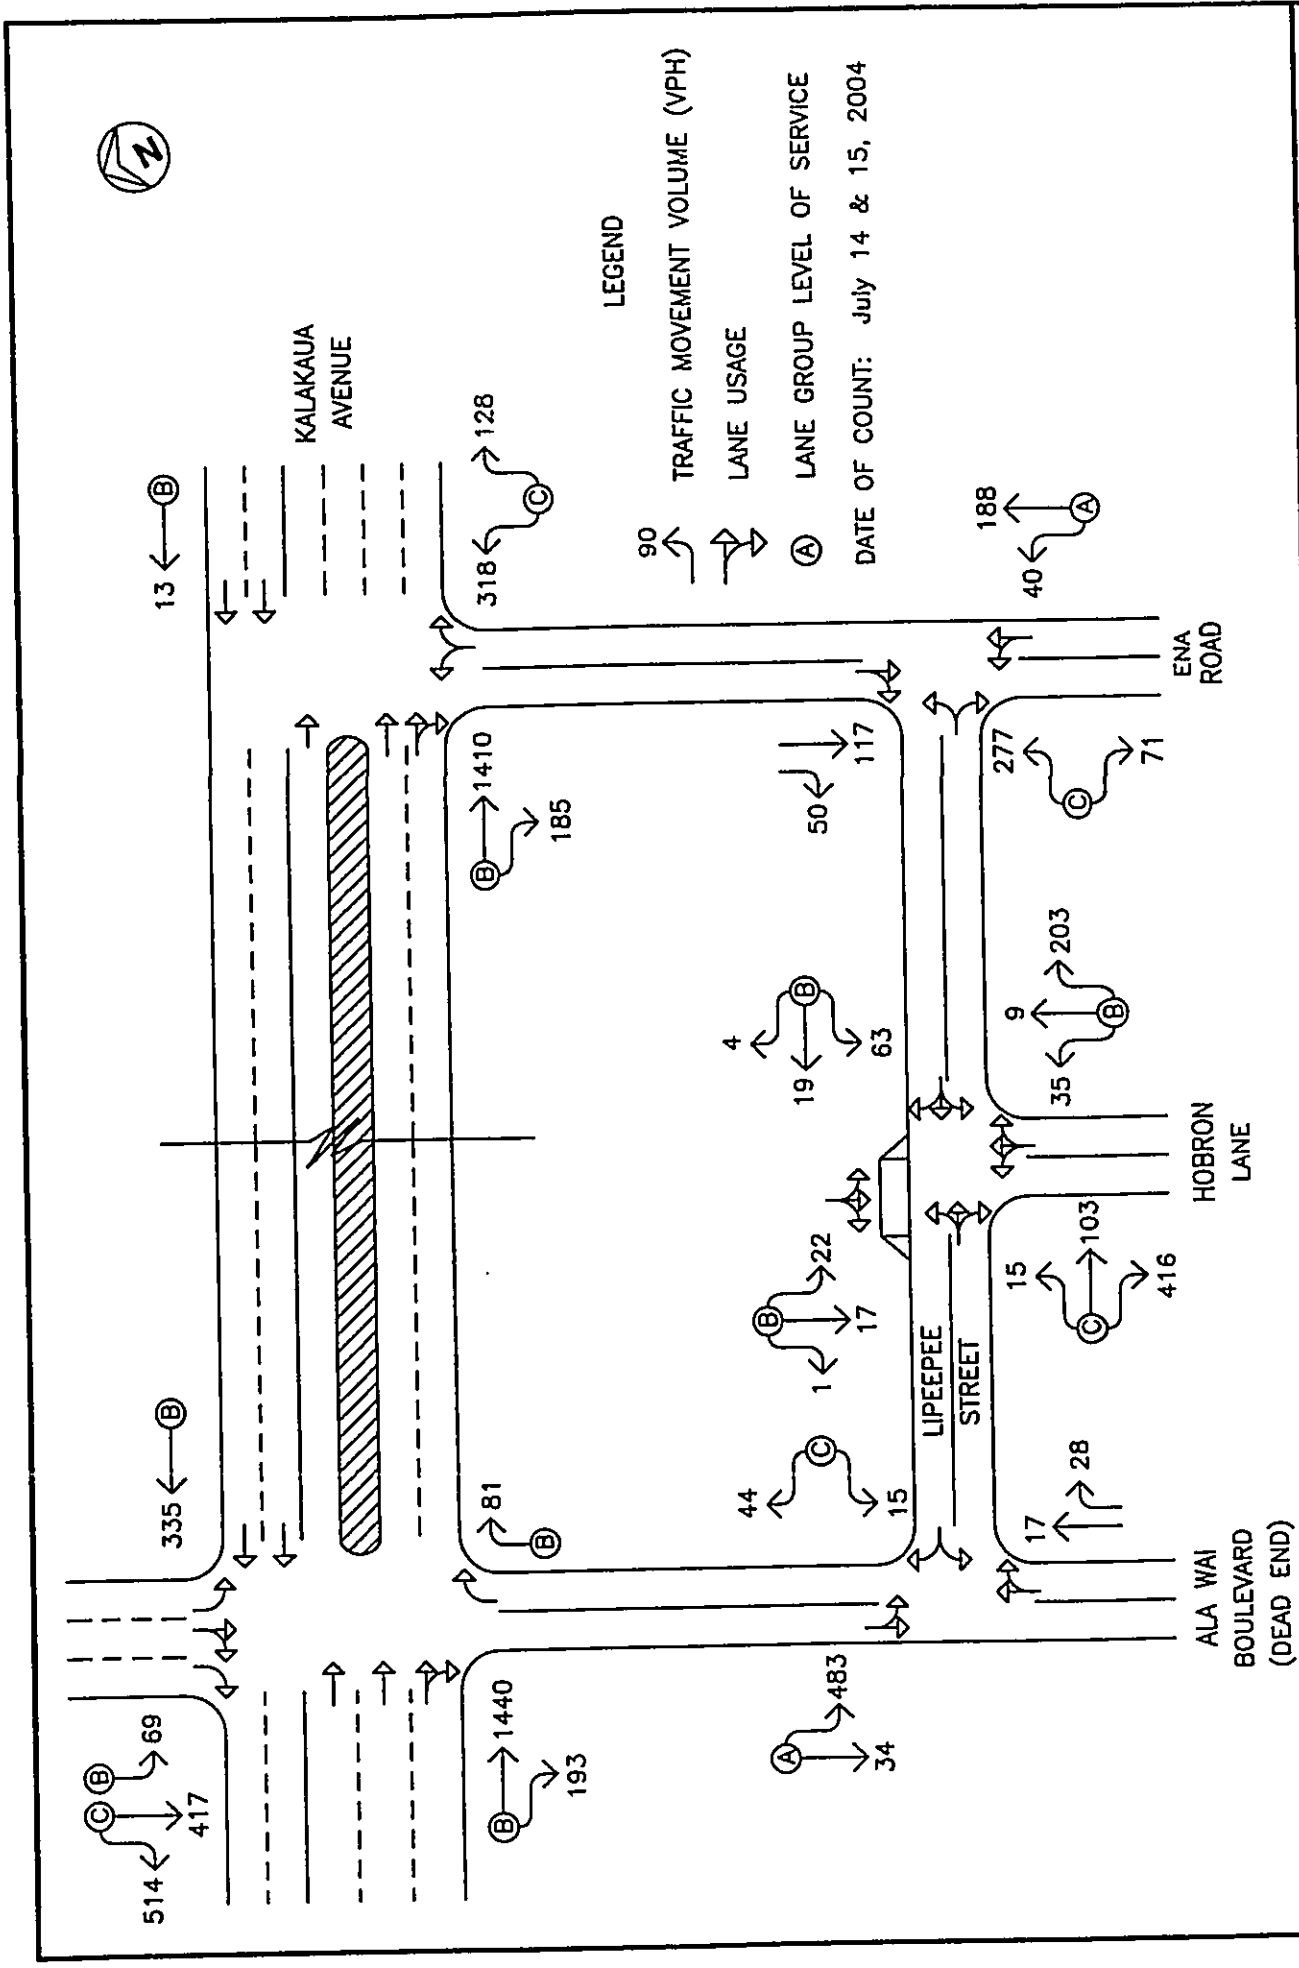 N
13 B
KALAKAUA
AVENUE
335 B
514 C B 69
417
318 C 128
B 1410
185
81
B
B 1440
193
LEGEND
90 TRAFFIC MOVEMENT VOLUME (VPH)
LANE USAGE
A LANE GROUP LEVEL OF SERVICE
DATE OF COUNT: July 14 & 15, 2004
50 117
4
19 B
63
B 22
1 17
44 C
15
A 483
34
LIPEEPEE
STREET
188
40 A
277
C
71
9
35 B 203
15
C 103
416
17 28
ENA
ROAD
HOBRON
LANE
ALA WAI
BOULEVARD
(DEAD END)